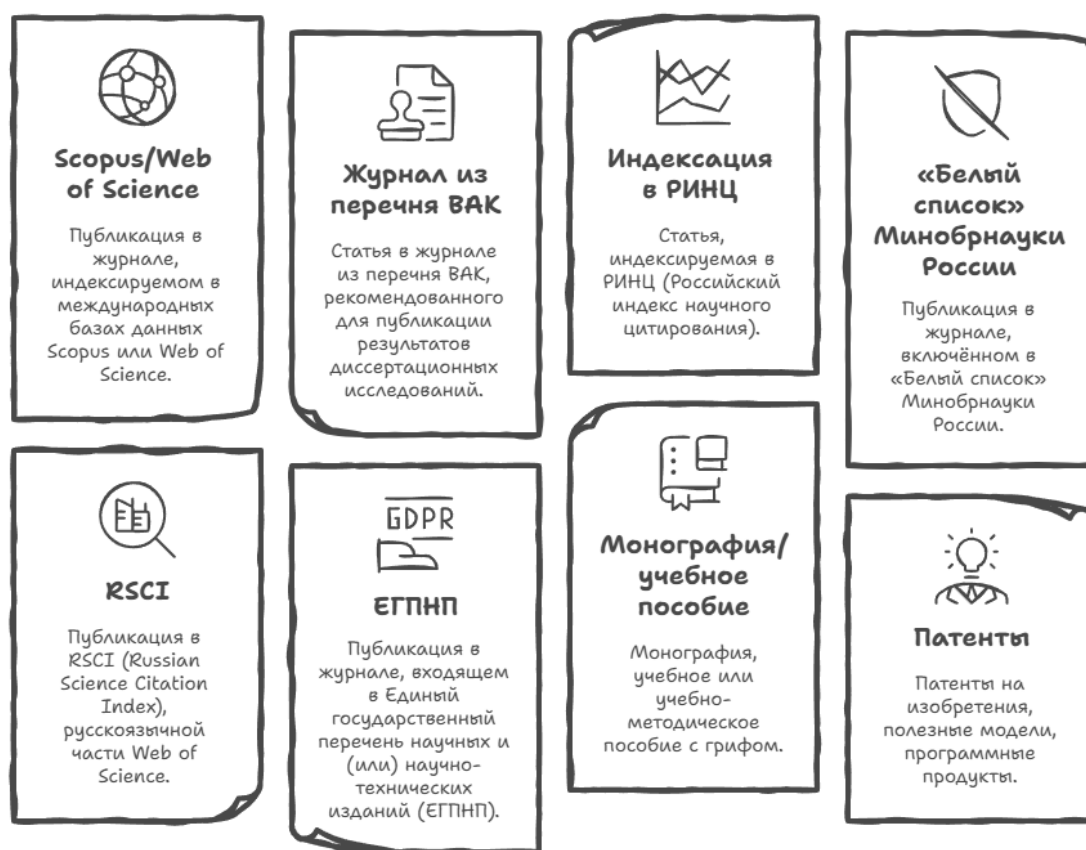 Scopus/Web
of Science
Публикация в
журнале,
индексируемом в
международных
базах данных
Scopus или Web of
Science.
Журнал из
перечня ВАК
Статья в журнале
из перечня ВАК,
рекомендованного
для публикации
результатов
диссертационных
исследований.
Индексация
в РИНЦ
Статья,
индексируемая в
РИНЦ (Российский
индекс научного
цитирования).
«Белый
список»
Минобрнауки
России
Публикация в
журнале,
включённом в
«Белый список»
Минобрнауки
России.
RSCI
Публикация в
RSCI (Russian
Science Citation
Index),
русскоязычной
части Web of
Science.
GDPR
ЕГПНП
Публикация в
журнале, входящем
в Единый
государственный
перечень научных и
(или) научно-
технических
изданий (ЕГПНП).
Монография/
учебное
пособие
Монография,
учебное или
учебно-
методическое
пособие с грифом.
Патенты
Патенты на
изобретения,
полезные модели,
программные
продукты.